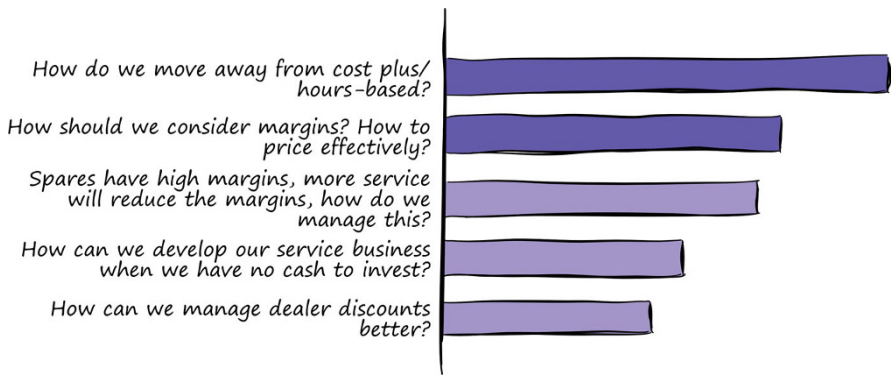 How do we move away from cost plus/
hours-based?
How should we consider margins? How to
price effectively?
Spares have high margins, more service
will reduce the margins, how do we
manage this?
How can we develop our service business
when we have no cash to invest?
How can we manage dealer discounts
better?